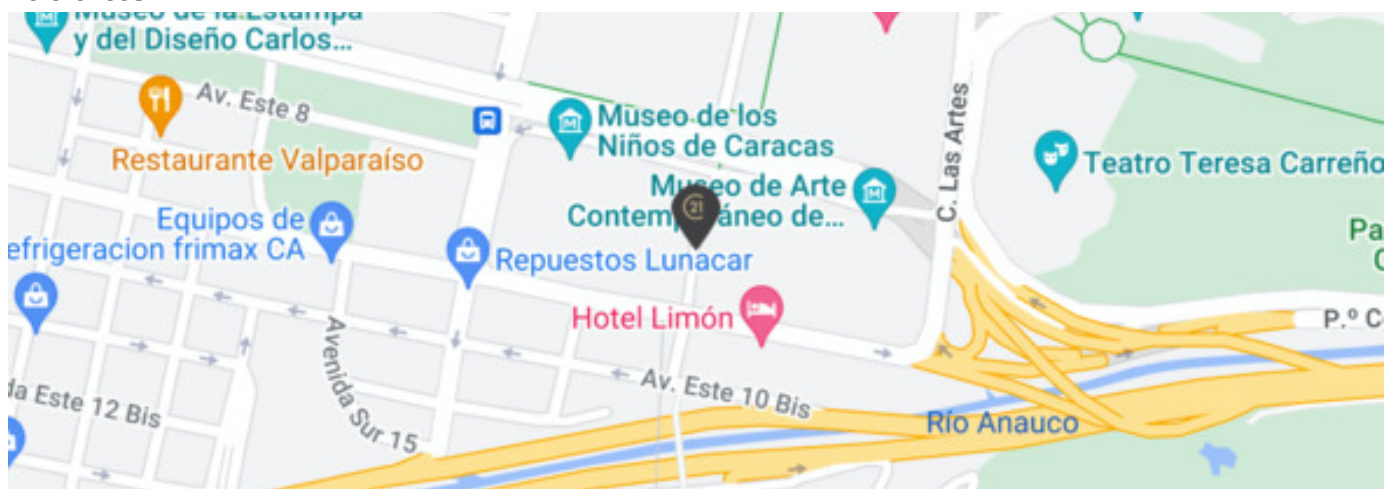 Museo de la Estampa
y del Diseño Carlos...
Av. Este 8
Restaurante Valparaíso
Museo de los
Niños de Caracas
C. Las Artes
Teatro Teresa Carreño
Museo de Arte
Contemporáneo de...
21
Equipos de
efrigeracion frimax CA
Repuestos Lunacar
Pa
C
Hotel Limón
P.º C
Avenida Sur 15
Av. Este 10 Bis
da Este 12 Bis
Río Anauco